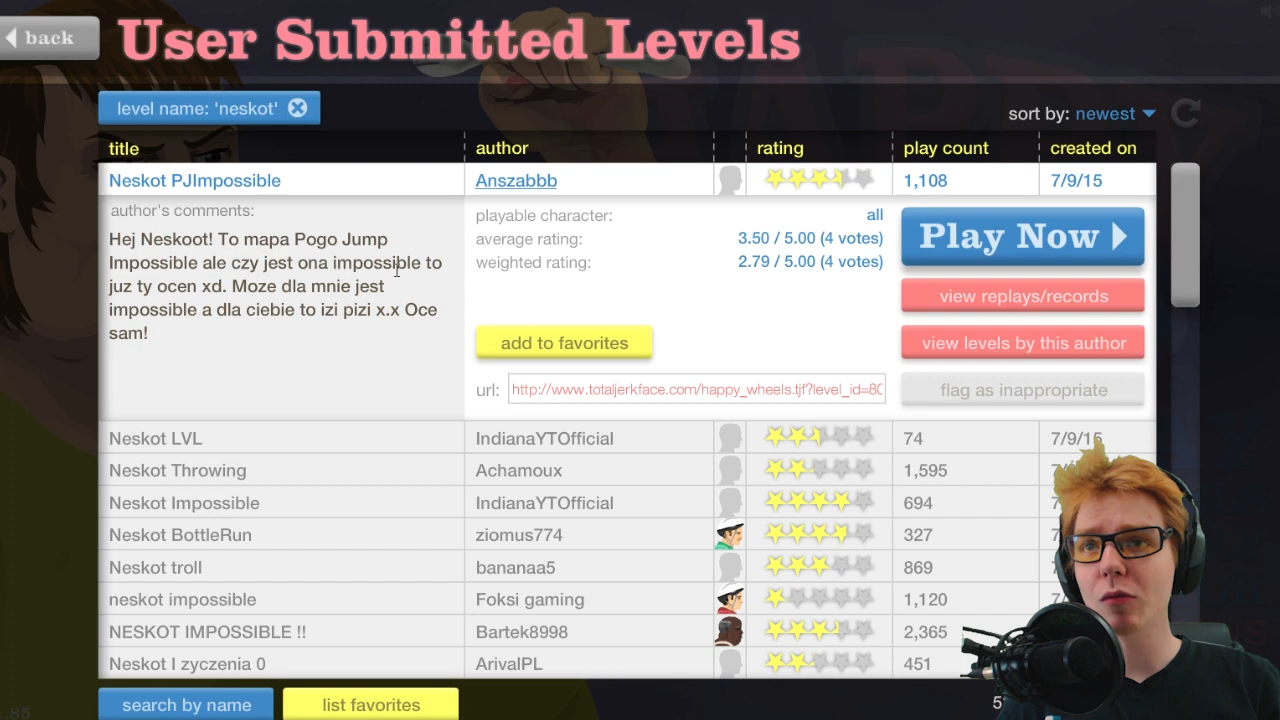 back
User Submitted Levels
level name: 'neskot'
sort by: newest
title author rating play count created on
Neskot PJImpossible Anszabbb 1,108 7/9/15
author's comments:
Hej Neskoot! To mapa Pogo Jump
Impossible ale czy jest ona impossible to
juz ty ocen xd. Moze dla mnie jest
impossible a dla ciebie to izi pizi x.x Oce
sam!
playable character: all
average rating: 3.50 / 5.00 (4 votes)
weighted rating: 2.79 / 5.00 (4 votes)
add to favorites
url: http://www.totaljerkface.com/happy_wheels.tjf?level_id=80
Play Now
view replays/records
view levels by this author
flag as inappropriate
Neskot LVL IndianaYTOfficial 74 7/9/15
Neskot Throwing Achamoux 1,595
Neskot Impossible IndianaYTOfficial 694
Neskot BottleRun ziomus774 327
Neskot troll bananaa5 869
neskot impossible Foksi gaming 1,120
NESKOT IMPOSSIBLE !! Bartek8998 2,365
Neskot I zyczenia 0 ArivalPL 451
search by name list favorites
.85